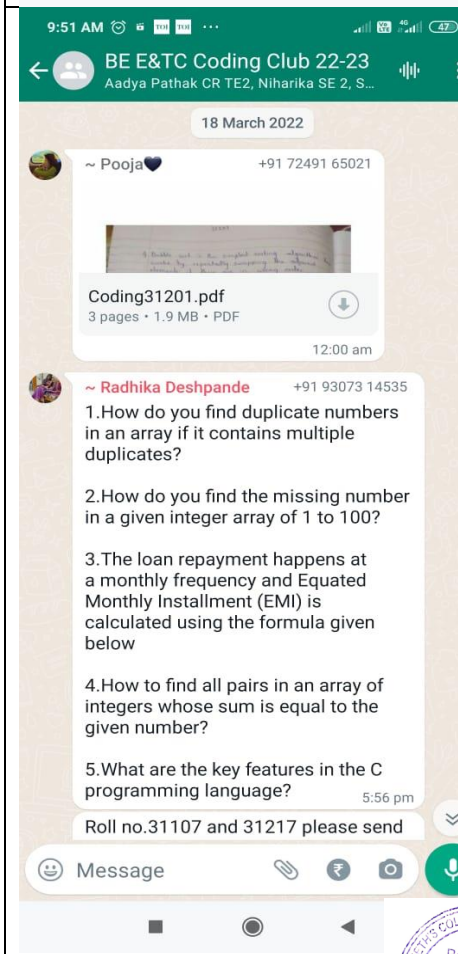 9:51 AM TOI TOI ...
Vo LTE 4G 47
BE E&TC Coding Club 22-23
Aadya Pathak CR TE2, Niharika SE 2, S...
18 March 2022
~ Pooja🖤 +91 72491 65021
Coding31201.pdf
3 pages • 1.9 MB • PDF
12:00 am
~ Radhika Deshpande +91 93073 14535
1.How do you find duplicate numbers
in an array if it contains multiple
duplicates?
2.How do you find the missing number
in a given integer array of 1 to 100?
3.The loan repayment happens at
a monthly frequency and Equated
Monthly Installment (EMI) is
calculated using the formula given
below
4.How to find all pairs in an array of
integers whose sum is equal to the
given number?
5.What are the key features in the C
programming language?
5:56 pm
Roll no.31107 and 31217 please send
Message